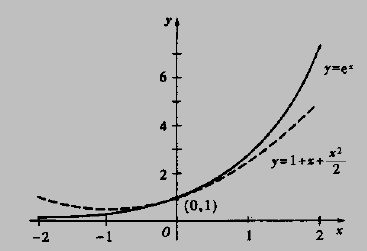 y
6
y=eˣ
4
y=1+x+x²/2
2
(0,1)
-2 -1 O 1 2 x